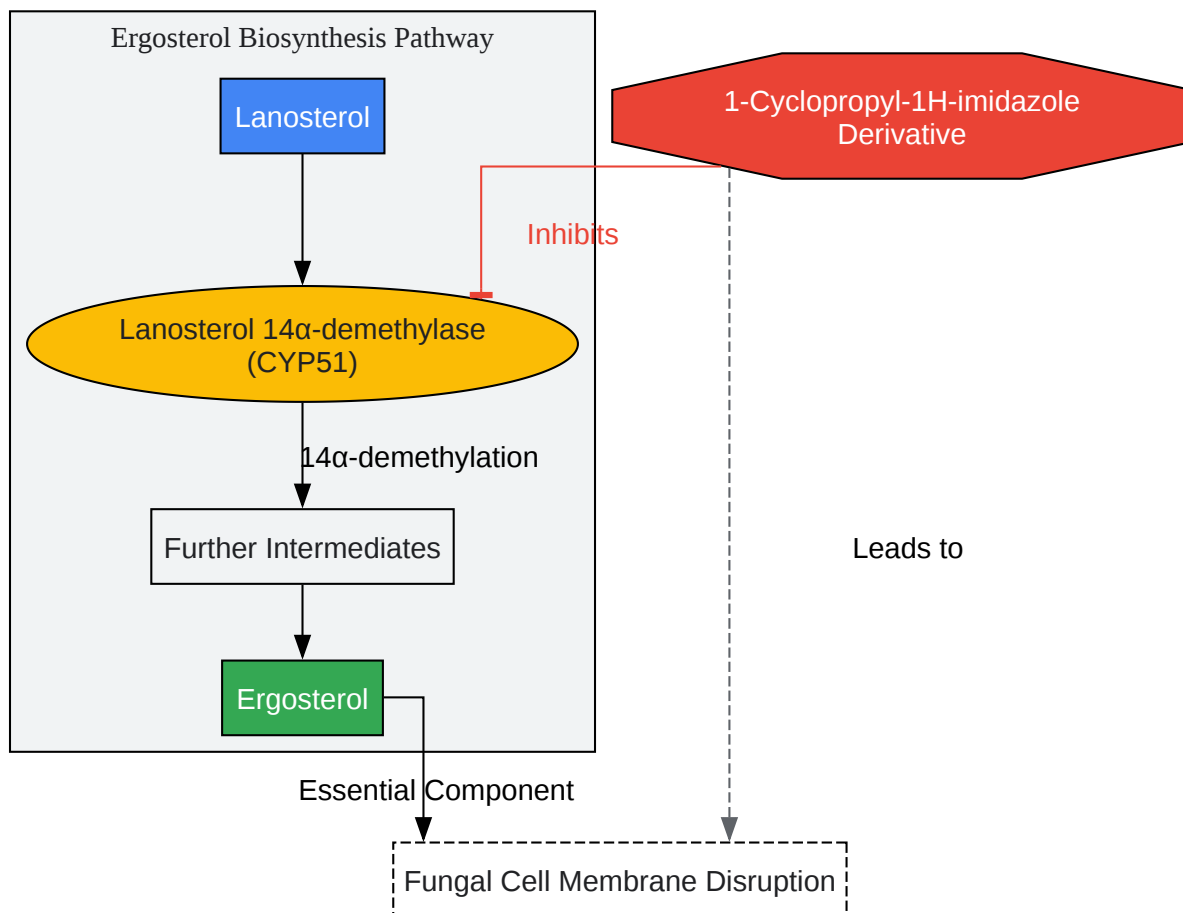 Ergosterol Biosynthesis Pathway
Lanosterol
1-Cyclopropyl-1H-imidazole
Derivative
Inhibits
Lanosterol 14α-demethylase
(CYP51)
14α-demethylation
Further Intermediates
Leads to
Ergosterol
Essential Component
Fungal Cell Membrane Disruption